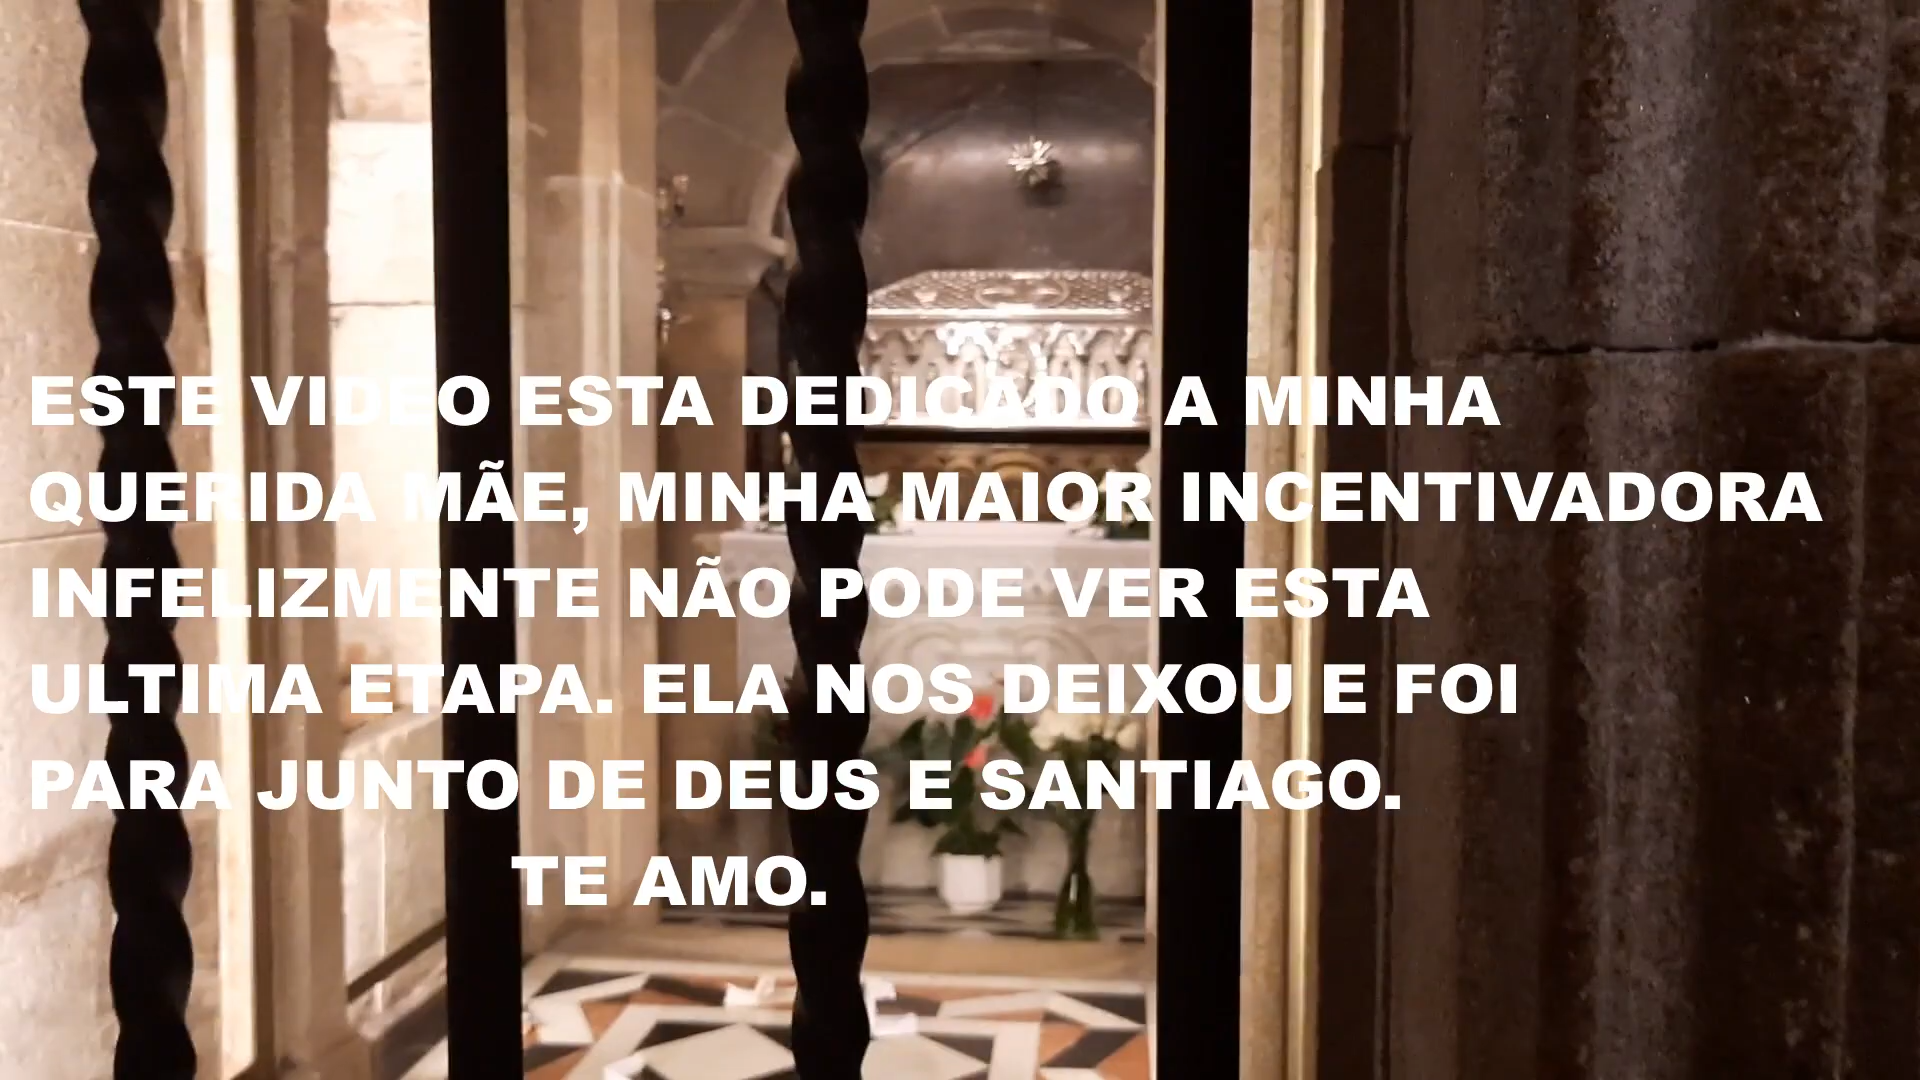 ESTE VIDEO ESTA DEDICADO A MINHA
QUERIDA MÃE, MINHA MAIOR INCENTIVADORA
INFELIZMENTE NÃO PODE VER ESTA
ULTIMA ETAPA. ELA NOS DEIXOU E FOI
PARA JUNTO DE DEUS E SANTIAGO.
TE AMO.